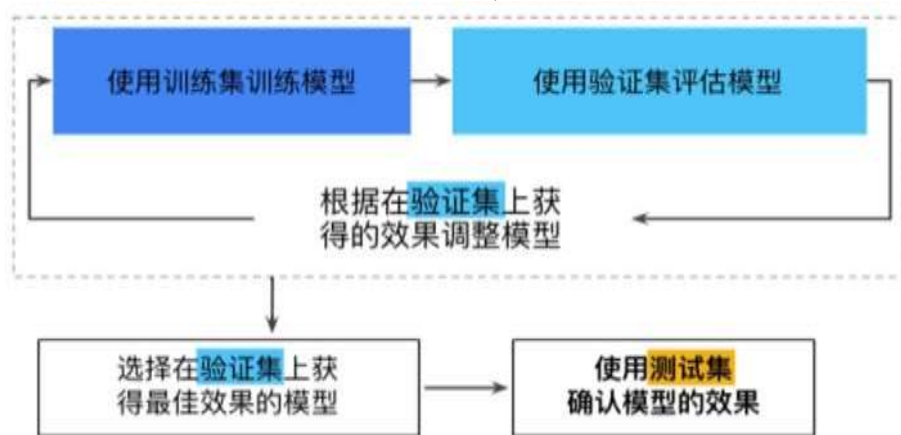 使用训练集训练模型
使用验证集评估模型
根据在验证集上获
得的效果调整模型
选择在验证集上获
得最佳效果的模型
使用测试集
确认模型的效果